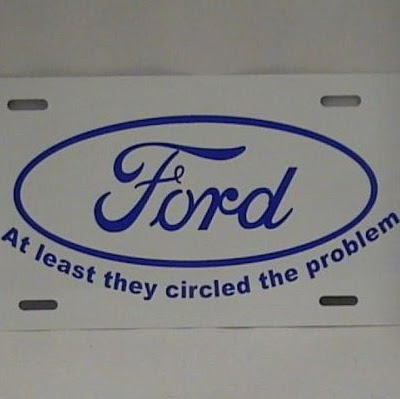 Ford
At least they circled the problem